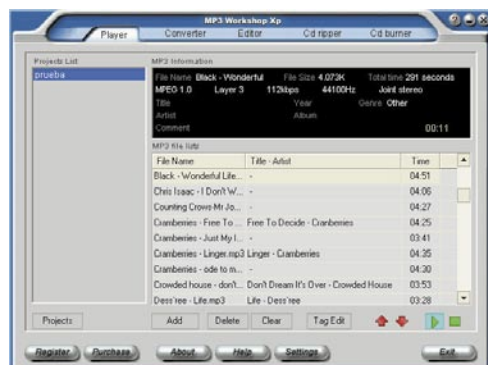 MP3 Workshop Xp
Player Converter Editor Cd ripper Cd burner
Projects List
prueba
MP3 Information
File Name Black - Wonderful File Size 4.073K Total time 291 seconds
MPEG 1.0 Layer 3 112kbps 44100Hz Joint stereo
Title Year Genre Other
Artist Album
Comment 00:11
MP3 file lists
File Name Title - Artist Time
Black - Wonderful Life... - 04:51
Chris Isaac - I Don't W... - 04:06
Counting Crows-Mr Jo... - 04:27
Cranberries - Free To ... Free To Decide - Cranberries 04:25
Cranberries - Just My I... - 03:41
Cranberries - Linger.mp3 Linger - Cranberries 04:35
Cranberries - ode to m... - 04:30
Crowded house - don't... Don't Dream It's Over - Crowded House 03:53
Dess'ree - Life.mp3 Life - Dess'ree 03:28
Projects Add Delete Clear Tag Edit
Register Purchase About Help Settings Exit